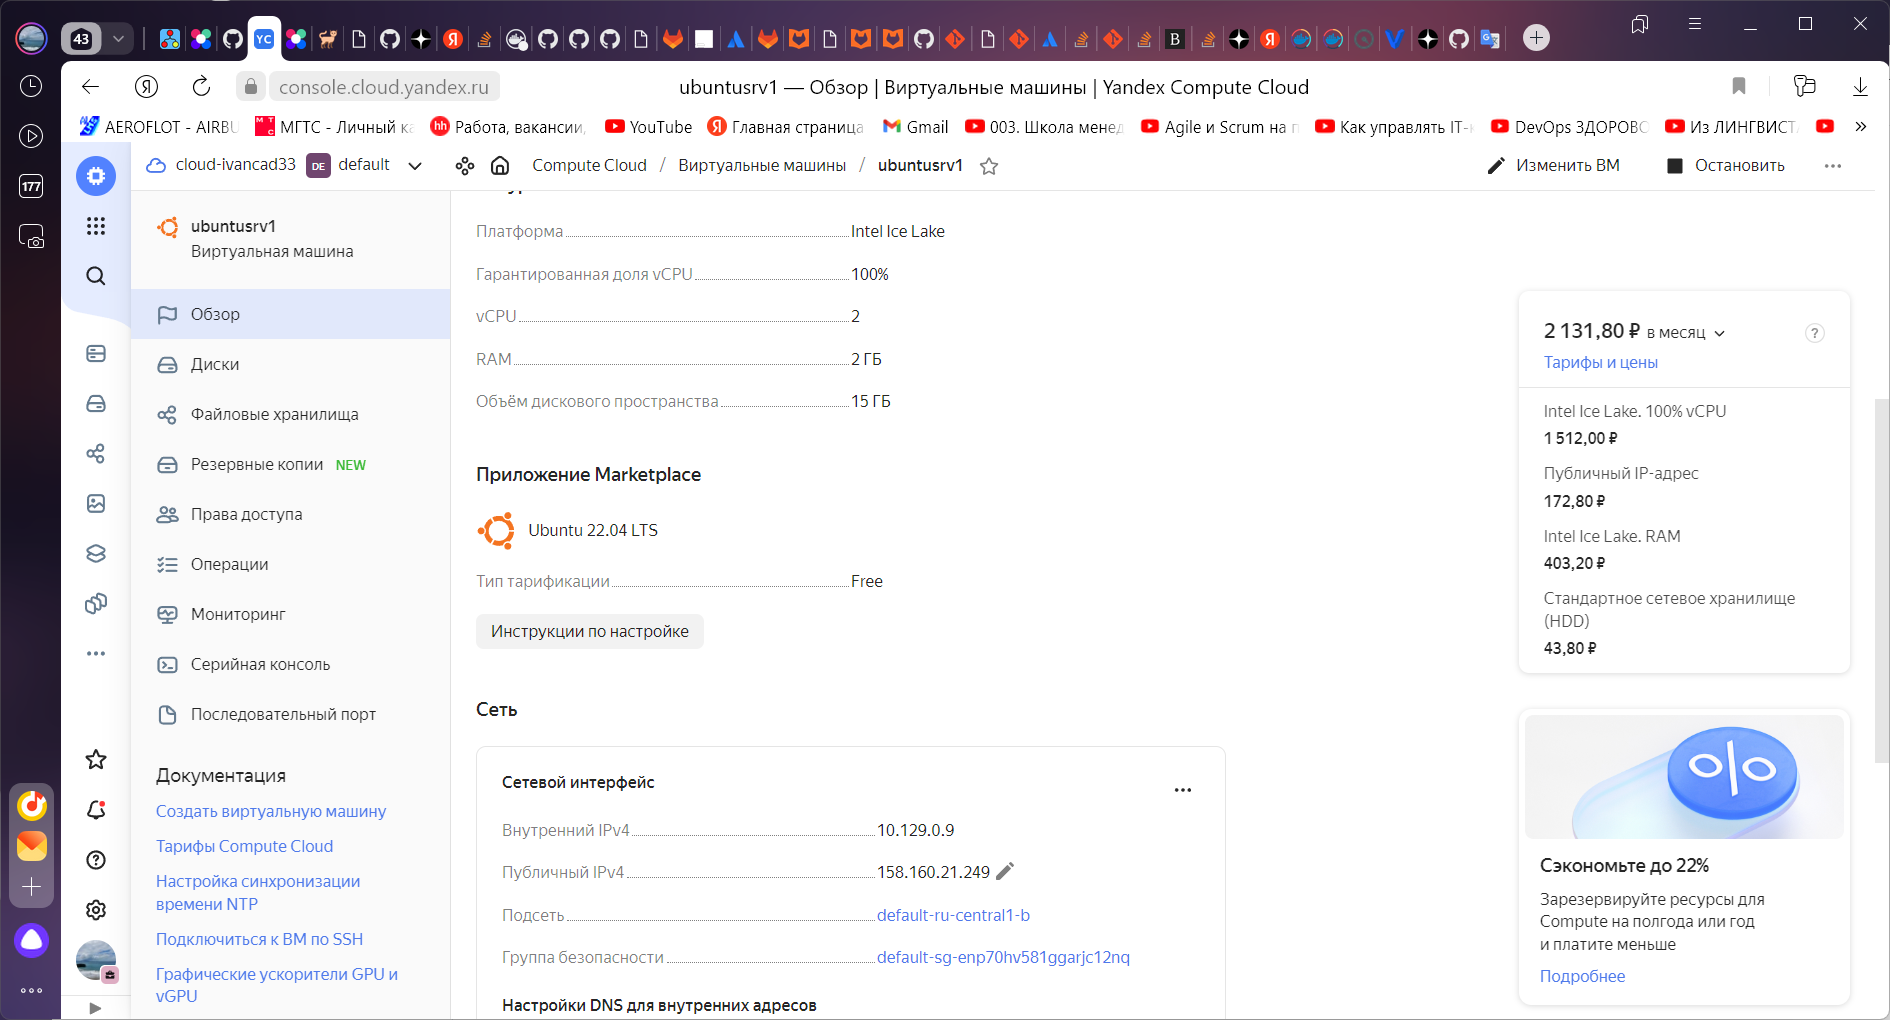 43
YC
B
console.cloud.yandex.ru
ubuntusrv1 — Обзор | Виртуальные машины | Yandex Compute Cloud
AEROFLOT - AIRBU
МТС
МГТС - Личный ка
hh
Работа, вакансии,
YouTube
Я
Главная страница
Gmail
003. Школа менед
Agile и Scrum на п
Как управлять IT-к
DevOps ЗДОРОВО
Из ЛИНГВИСТА
»
177
cloud-ivancad33
DE
default
Compute Cloud / Виртуальные машины / ubuntusrv1
Изменить ВМ
Остановить
ubuntusrv1
Виртуальная машина
Обзор
Диски
Файловые хранилища
Резервные копии NEW
Права доступа
Операции
Мониторинг
Серийная консоль
Последовательный порт
Документация
Создать виртуальную машину
Тарифы Compute Cloud
Настройка синхронизации
времени NTP
Подключиться к ВМ по SSH
Графические ускорители GPU и
vGPU
Платформа Intel Ice Lake
Гарантированная доля vCPU 100%
vCPU 2
RAM 2 ГБ
Объём дискового пространства 15 ГБ
Приложение Marketplace
Ubuntu 22.04 LTS
Тип тарификации Free
Инструкции по настройке
Сеть
Сетевой интерфейс
Внутренний IPv4 10.129.0.9
Публичный IPv4 158.160.21.249
Подсеть default-ru-central1-b
Группа безопасности default-sg-enp70hv581ggarjc12nq
Настройки DNS для внутренних адресов
2 131,80 ₽ в месяц
?
Тарифы и цены
Intel Ice Lake. 100% vCPU
1 512,00 ₽
Публичный IP-адрес
172,80 ₽
Intel Ice Lake. RAM
403,20 ₽
Стандартное сетевое хранилище
(HDD)
43,80 ₽
%
Сэкономьте до 22%
Зарезервируйте ресурсы для
Compute на полгода или год
и платите меньше
Подробнее